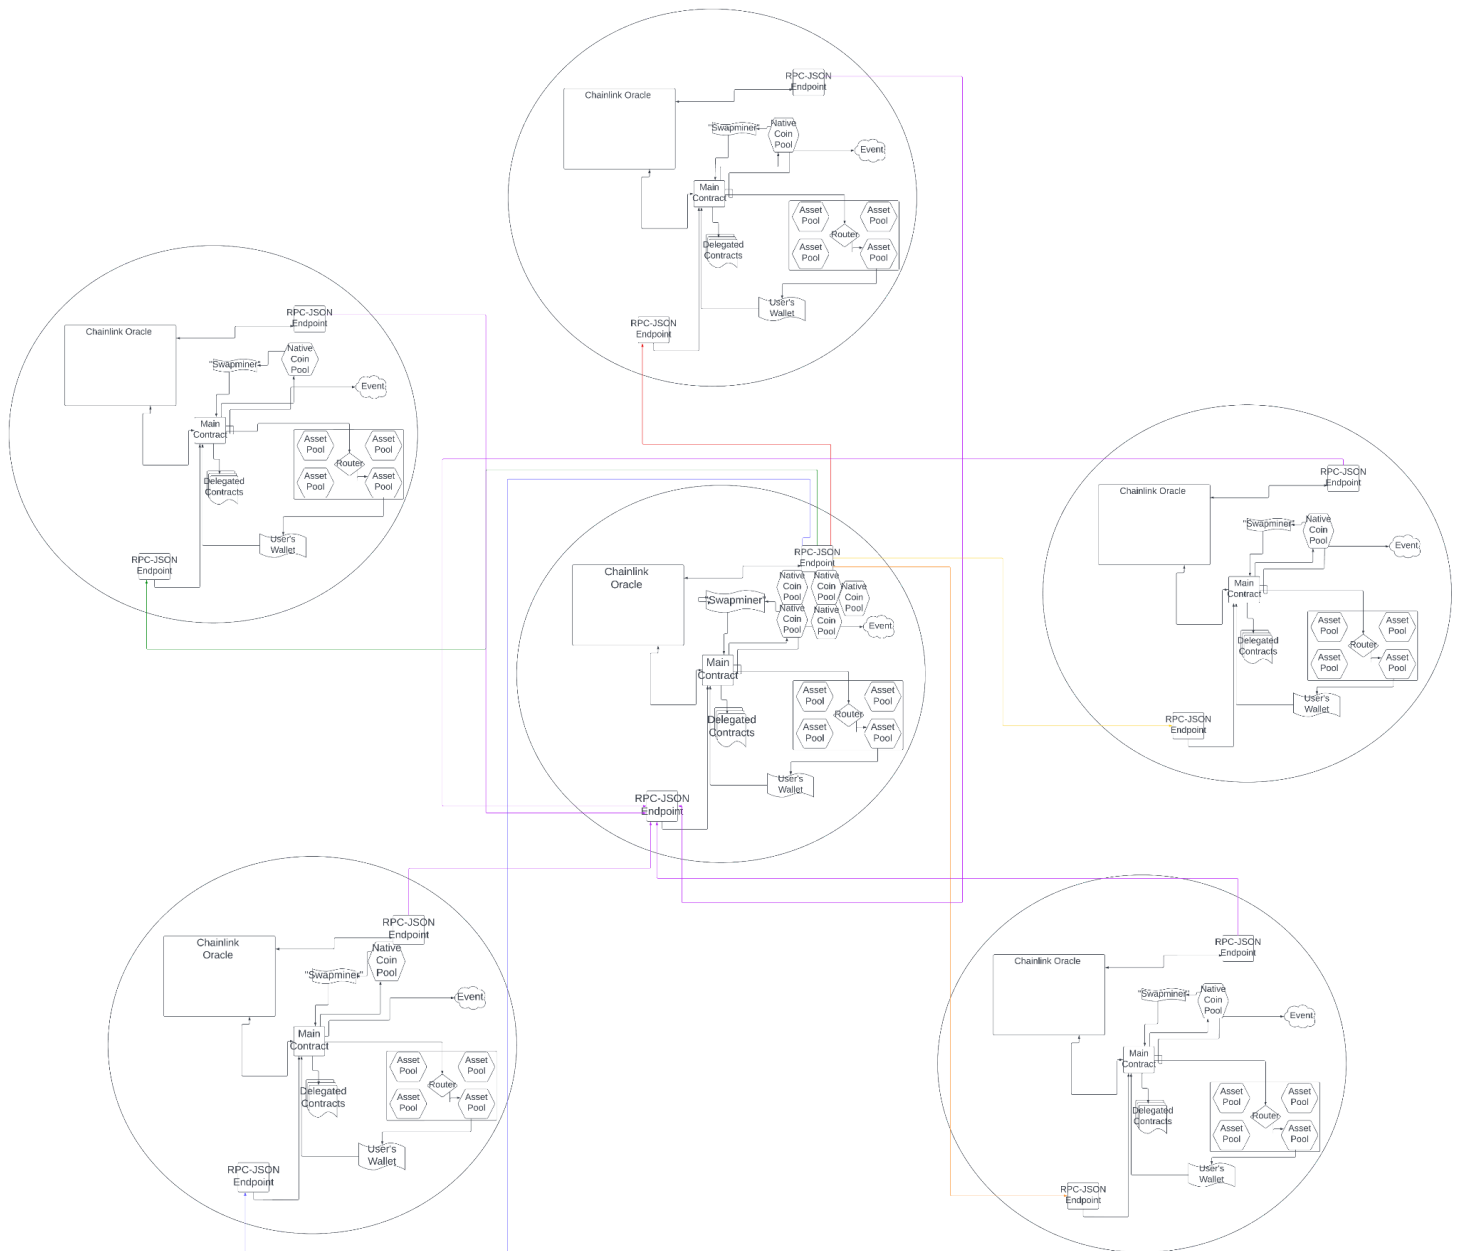 RPC-JSON
Endpoint
Chainlink Oracle
"Swapminer"
Native
Coin
Pool
Event
Main
Contract
Asset
Pool
Asset
Pool
Router
Asset
Pool
Asset
Pool
Delegated
Contracts
User's
Wallet
RPC-JSON
Endpoint
RPC-JSON
Endpoint
Chainlink Oracle
"Swapminer"
Native
Coin
Pool
Event
Main
Contract
Asset
Pool
Asset
Pool
Router
Asset
Pool
Asset
Pool
Delegated
Contracts
User's
Wallet
RPC-JSON
Endpoint
RPC-JSON
Endpoint
Chainlink Oracle
"Swapminer"
Native
Coin
Pool
Event
Main
Contract
Asset
Pool
Asset
Pool
Router
Asset
Pool
Asset
Pool
Delegated
Contracts
User's
Wallet
RPC-JSON
Endpoint
RPC-JSON
Endpoint
Chainlink
Oracle
"Swapminer"
Native
Coin
Pool
Native
Coin
Pool
Native
Coin
Pool
Native
Coin
Pool
Native
Coin
Pool
Event
Main
Contract
Asset
Pool
Asset
Pool
Router
Asset
Pool
Asset
Pool
Delegated
Contracts
User's
Wallet
RPC-JSON
Endpoint
RPC-JSON
Endpoint
Chainlink
Oracle
"Swapminer"
Native
Coin
Pool
Event
Main
Contract
Asset
Pool
Asset
Pool
Router
Asset
Pool
Asset
Pool
Delegated
Contracts
User's
Wallet
RPC-JSON
Endpoint
RPC-JSON
Endpoint
Chainlink Oracle
"Swapminer"
Native
Coin
Pool
Event
Main
Contract
Asset
Pool
Asset
Pool
Router
Asset
Pool
Asset
Pool
Delegated
Contracts
User's
Wallet
RPC-JSON
Endpoint